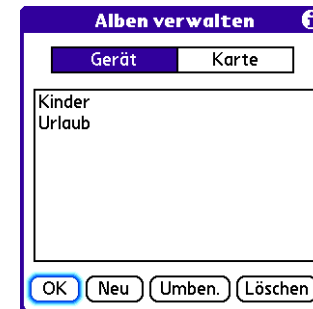 Alben verwalten
Gerät Karte
Kinder
Urlaub
OK Neu Umben. Löschen